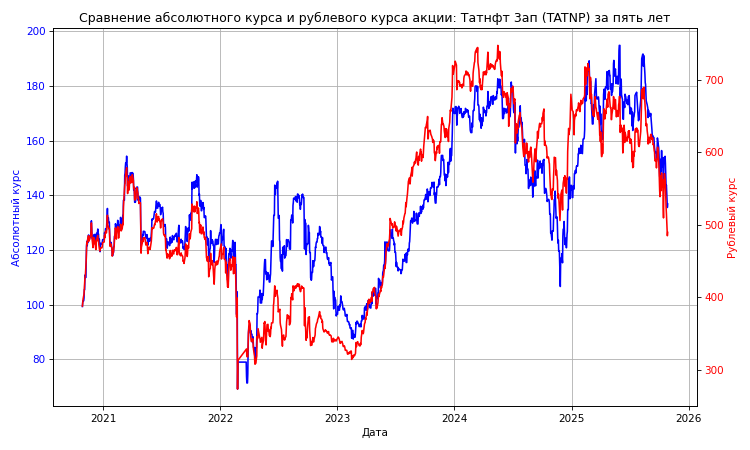 Сравнение абсолютного курса и рублевого курса акции: Татнфт 3ап (TATNP) за пять лет
Абсолютный курс
200
180
160
140
120
100
80
700
600
500
400
300
Рублевый курс
2021 2022 2023 2024 2025 2026
Дата